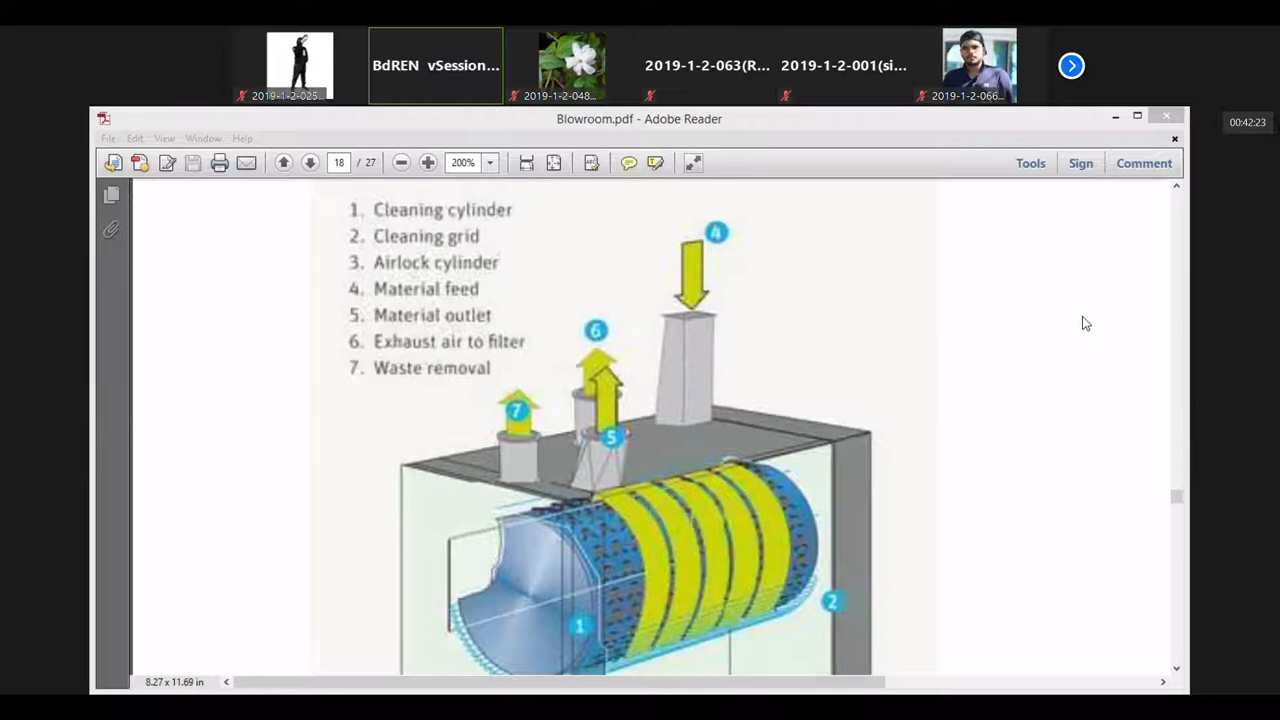 BdREN vSession...
2019-1-2-063(R...
2019-1-2-001(si...
2019-1-2-025...
2019-1-2-048...
2019-1-2-066...
00:42:23
Blowroom.pdf - Adobe Reader
File Edit View Window Help
18 / 27
200%
Tools
Sign
Comment
1. Cleaning cylinder
2. Cleaning grid
3. Airlock cylinder
4. Material feed
5. Material outlet
6. Exhaust air to filter
7. Waste removal
4
6
7
5
1
2
8.27 x 11.69 in